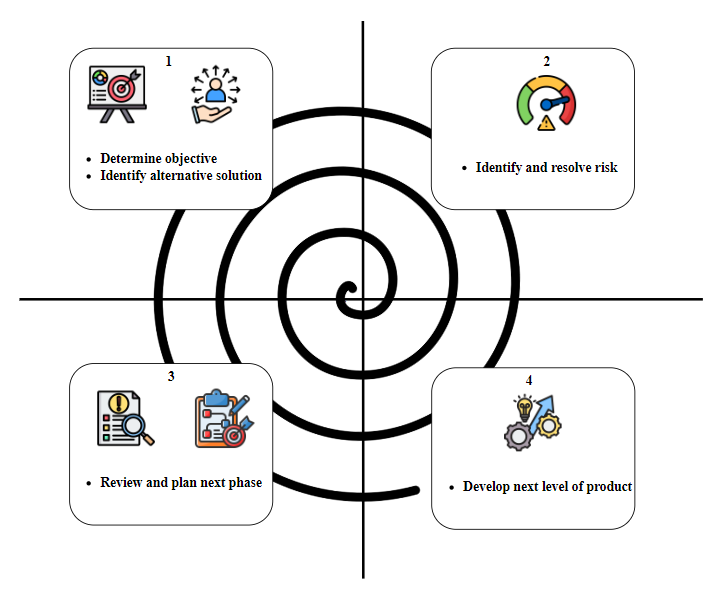 1
• Determine objective
• Identify alternative solution
2
• Identify and resolve risk
3
• Review and plan next phase
4
• Develop next level of product